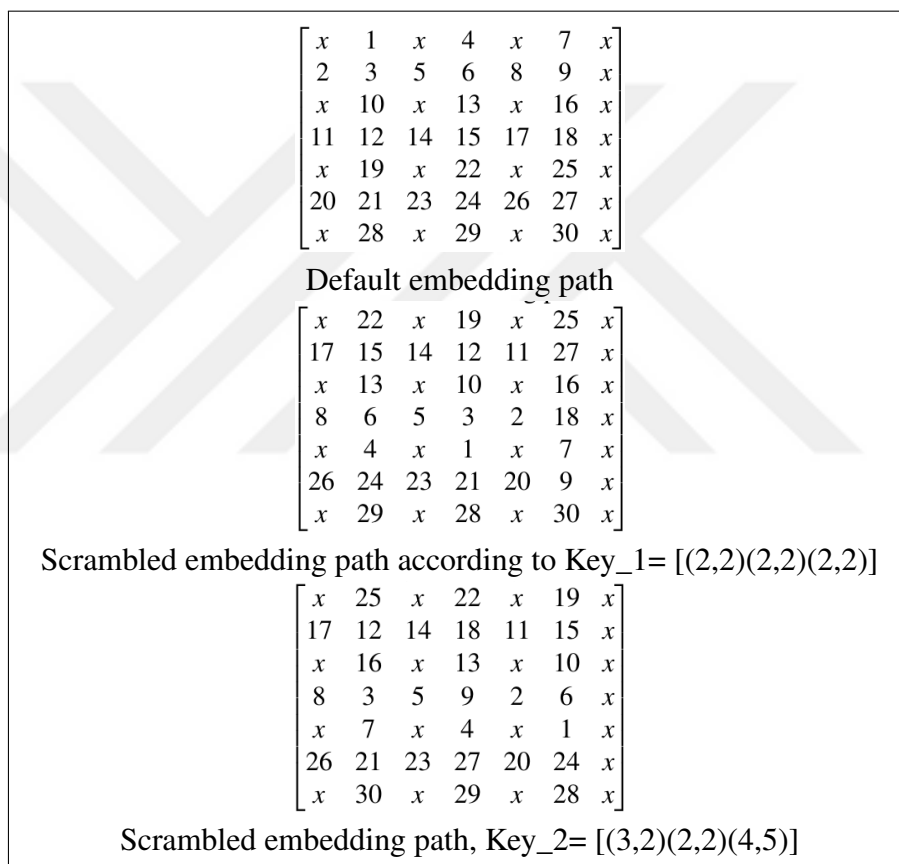 x 1 x 4 x 7 x
2 3 5 6 8 9 x
x 10 x 13 x 16 x
11 12 14 15 17 18 x
x 19 x 22 x 25 x
20 21 23 24 26 27 x
x 28 x 29 x 30 x
Default embedding path
x 22 x 19 x 25 x
17 15 14 12 11 27 x
x 13 x 10 x 16 x
8 6 5 3 2 18 x
x 4 x 1 x 7 x
26 24 23 21 20 9 x
x 29 x 28 x 30 x
Scrambled embedding path according to Key_1= [(2,2)(2,2)(2,2)]
x 25 x 22 x 19 x
17 12 14 18 11 15 x
x 16 x 13 x 10 x
8 3 5 9 2 6 x
x 7 x 4 x 1 x
26 21 23 27 20 24 x
x 30 x 29 x 28 x
Scrambled embedding path, Key_2= [(3,2)(2,2)(4,5)]